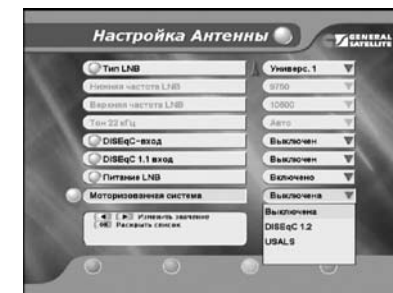 Настройка Антенны
GENERAL
SATELLITE
Тип LNB Универс. 1
Нижняя частота LNB 9750
Верхняя частота LNB 10600
Тон 22 кГц Авто
DISEqC-вход Выключен
DISEqC 1.1 вход Выключен
Питание LNB Включено
Моторизованная система Выключена
Изменить значение
OK Раскрыть список
Выключена
DISEqC 1.2
USALS